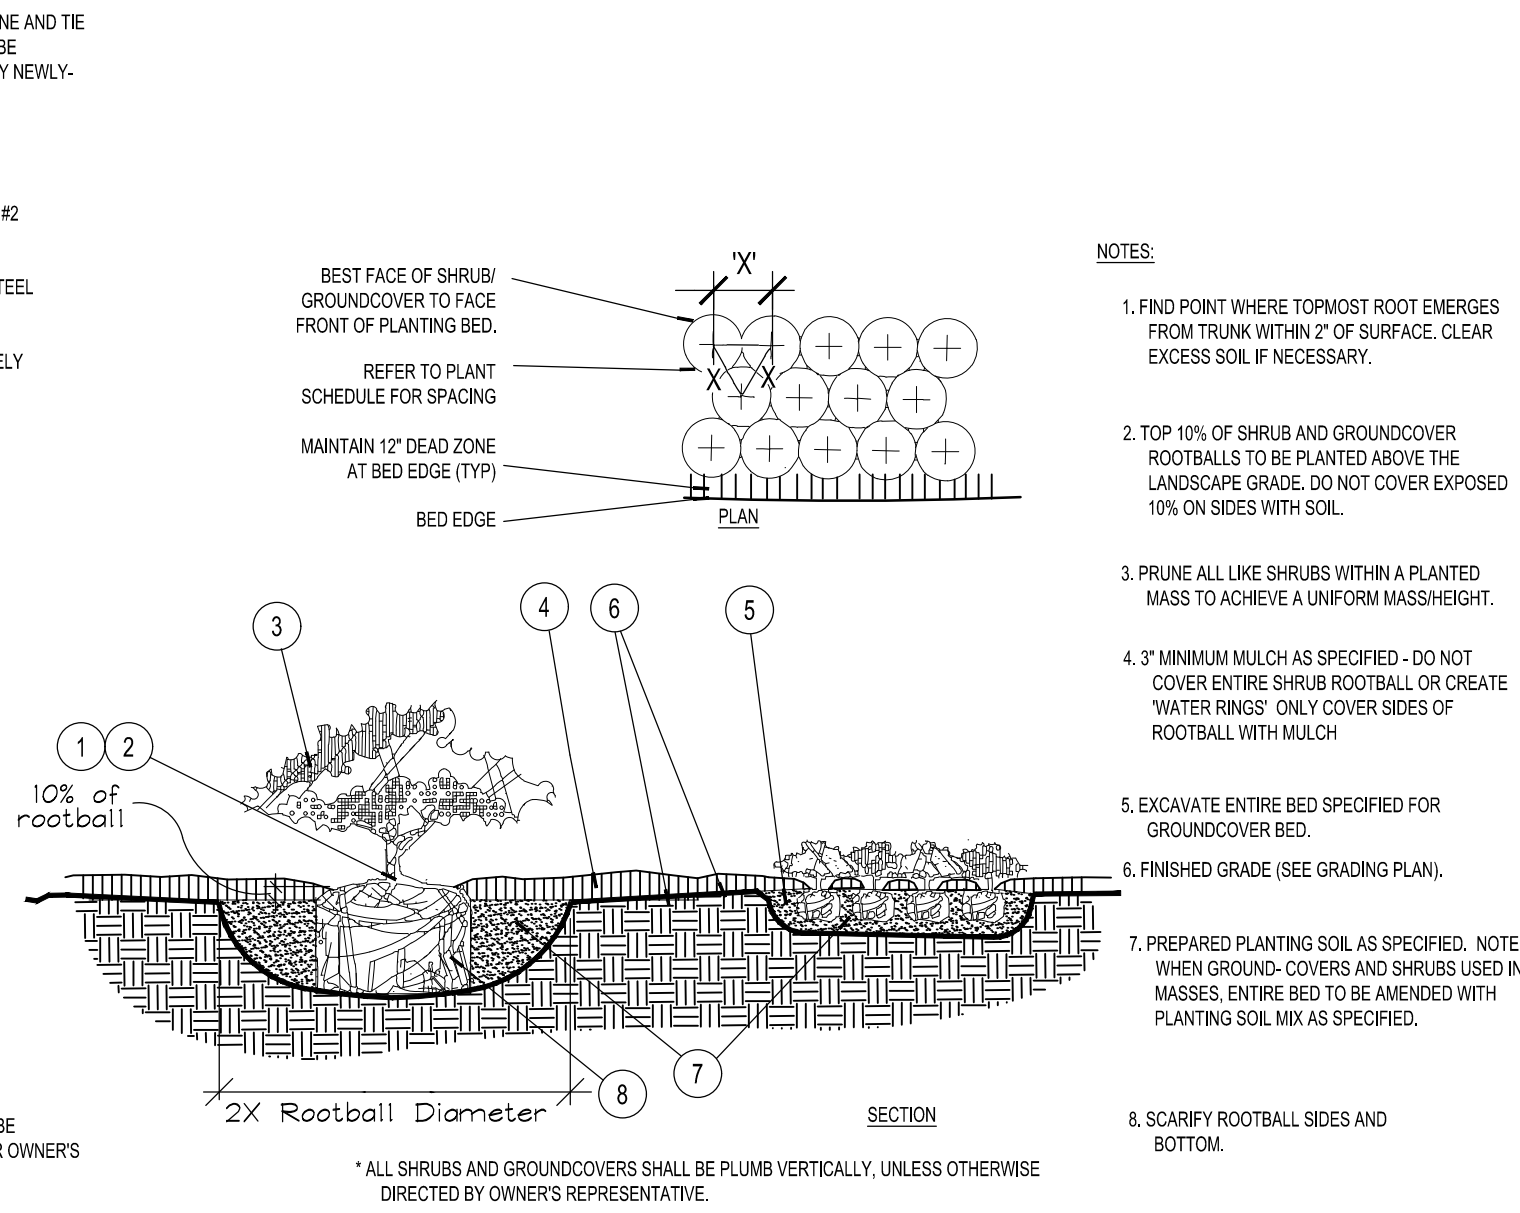 NE AND TIE
BE
Y NEWLY-
#2
TEEL
ELY
BE
R OWNER'S
'X'
BEST FACE OF SHRUB/
GROUNDCOVER TO FACE
FRONT OF PLANTING BED.
REFER TO PLANT
SCHEDULE FOR SPACING
X X
MAINTAIN 12" DEAD ZONE
AT BED EDGE (TYP)
BED EDGE
PLAN
3
4
6
5
1 2
10% of
rootball
7
8
2X Rootball Diameter
SECTION
* ALL SHRUBS AND GROUNDCOVERS SHALL BE PLUMB VERTICALLY, UNLESS OTHERWISE
DIRECTED BY OWNER'S REPRESENTATIVE.
NOTES:
1. FIND POINT WHERE TOPMOST ROOT EMERGES
FROM TRUNK WITHIN 2" OF SURFACE. CLEAR
EXCESS SOIL IF NECESSARY.
2. TOP 10% OF SHRUB AND GROUNDCOVER
ROOTBALLS TO BE PLANTED ABOVE THE
LANDSCAPE GRADE. DO NOT COVER EXPOSED
10% ON SIDES WITH SOIL.
3. PRUNE ALL LIKE SHRUBS WITHIN A PLANTED
MASS TO ACHIEVE A UNIFORM MASS/HEIGHT.
4. 3" MINIMUM MULCH AS SPECIFIED - DO NOT
COVER ENTIRE SHRUB ROOTBALL OR CREATE
'WATER RINGS' ONLY COVER SIDES OF
ROOTBALL WITH MULCH
5. EXCAVATE ENTIRE BED SPECIFIED FOR
GROUNDCOVER BED.
6. FINISHED GRADE (SEE GRADING PLAN).
7. PREPARED PLANTING SOIL AS SPECIFIED. NOTE
WHEN GROUND- COVERS AND SHRUBS USED IN
MASSES, ENTIRE BED TO BE AMENDED WITH
PLANTING SOIL MIX AS SPECIFIED.
8. SCARIFY ROOTBALL SIDES AND
BOTTOM.